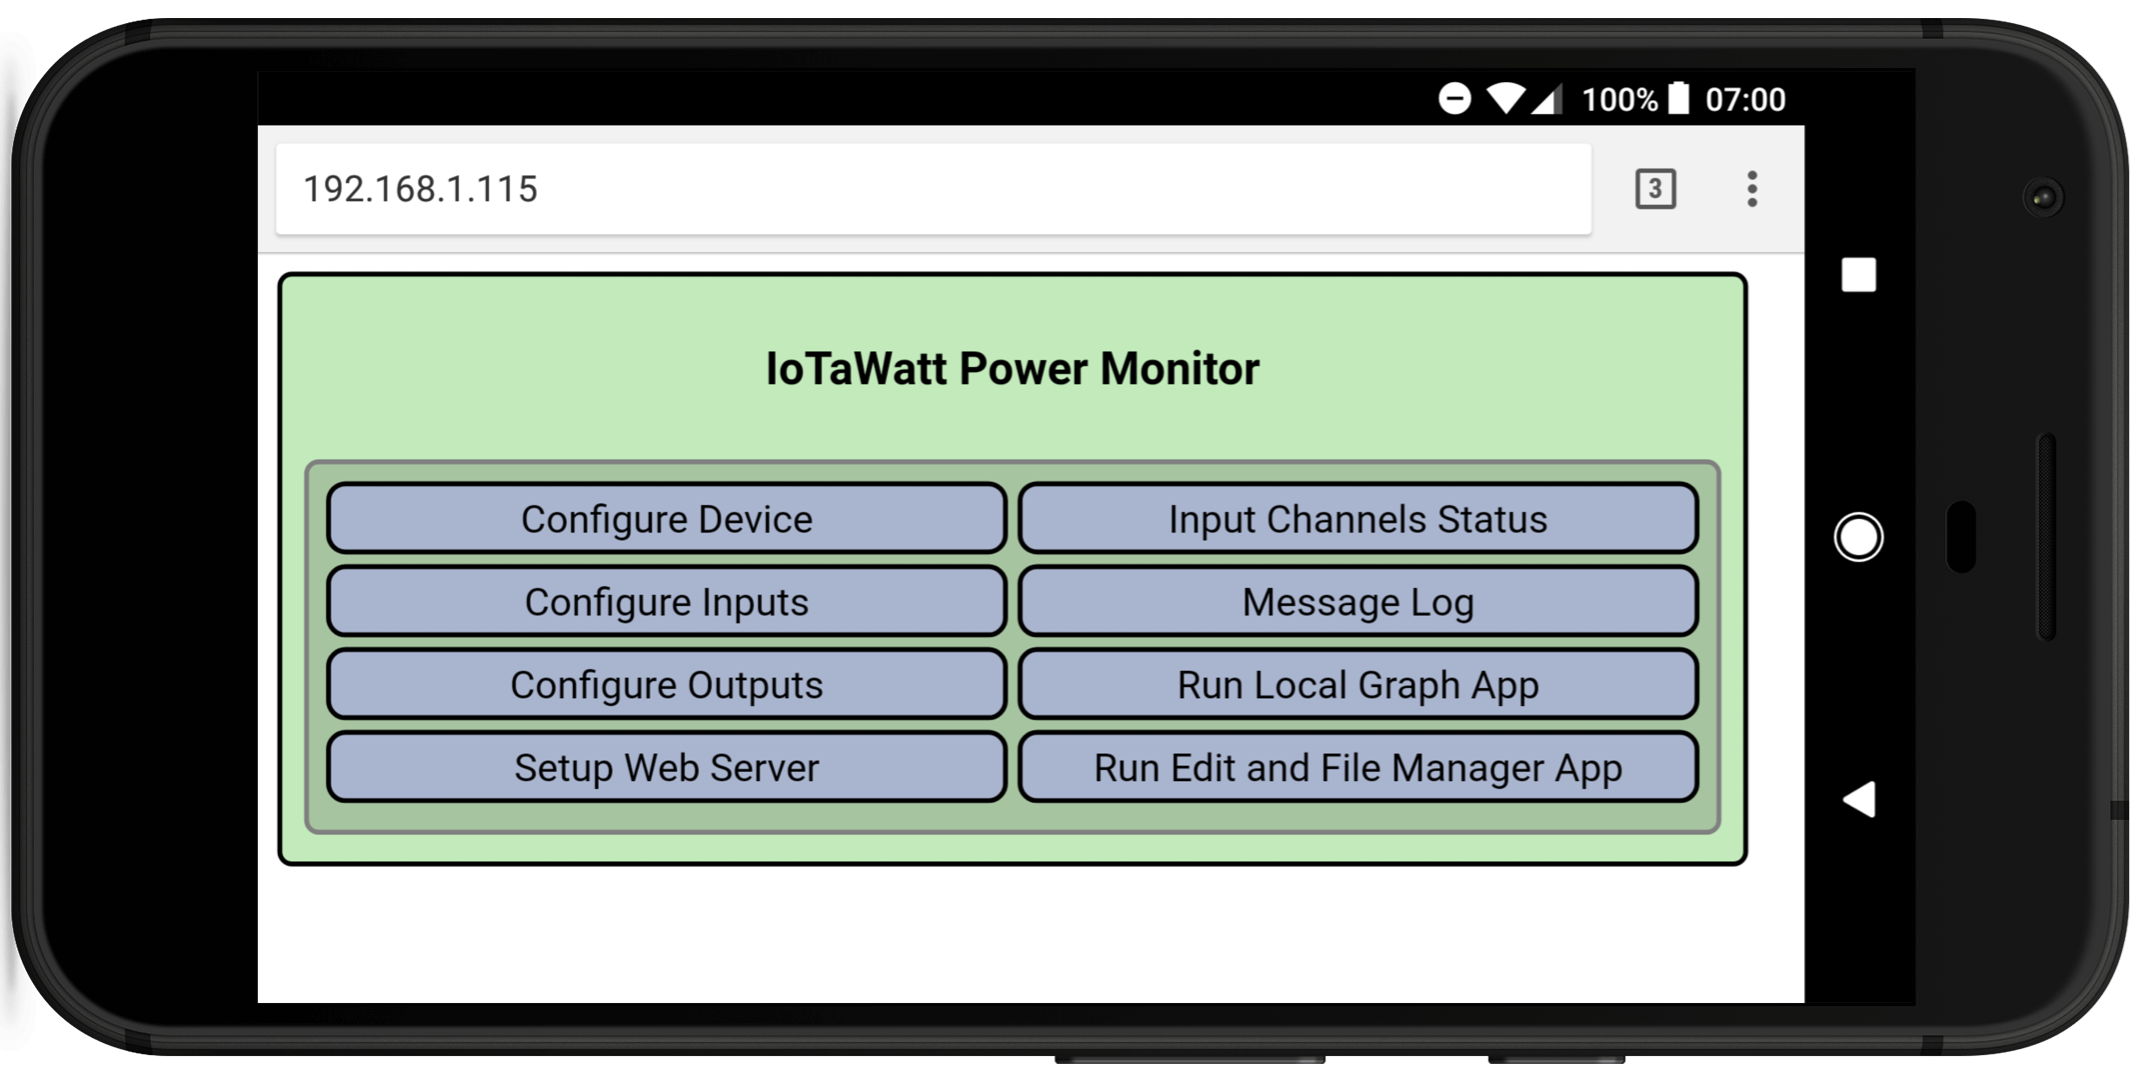 100% 07:00
192.168.1.115
3
IoTaWatt Power Monitor
Configure Device
Input Channels Status
Configure Inputs
Message Log
Configure Outputs
Run Local Graph App
Setup Web Server
Run Edit and File Manager App